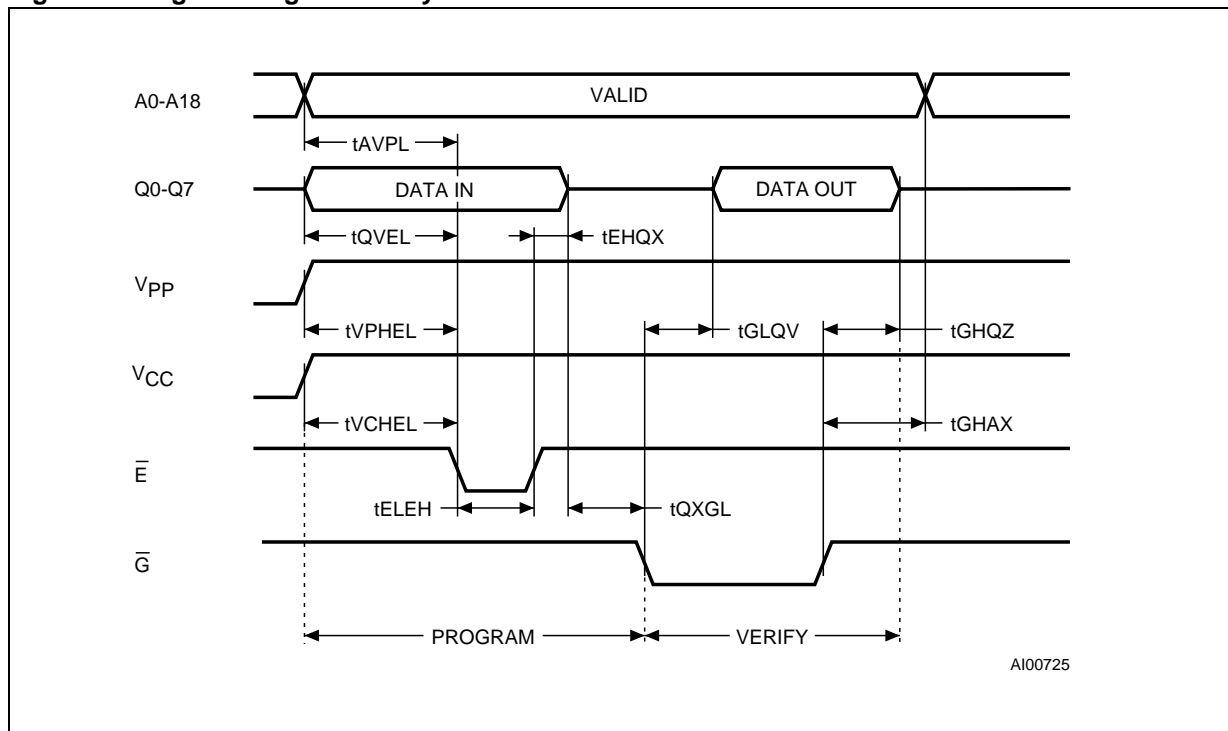 A0-A18
VALID
tAVPL
Q0-Q7
DATA IN
DATA OUT
tQVEL
tEHQX
VPP
tVPHEL
tGLQV
tGHQZ
VCC
tVCHEL
tGHAX
E̅
tELEH
tQXGL
G̅
PROGRAM
VERIFY
AI00725